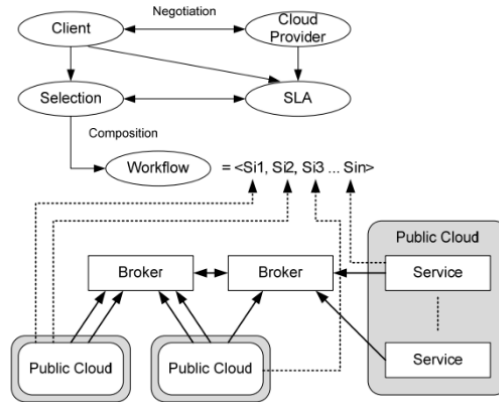 Negotiation
Client
Cloud
Provider
Selection
SLA
Composition
Workflow
= <Si1, Si2, Si3 ... Sin>
Public Cloud
Broker
Broker
Service
Public Cloud
Public Cloud
Service